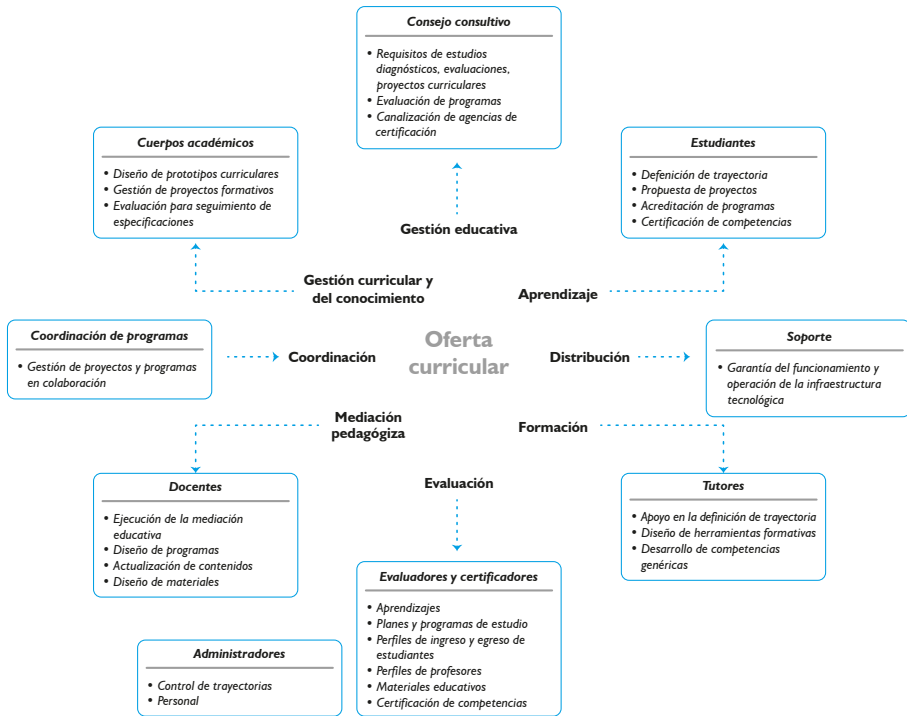 Consejo consultivo
• Requisitos de estudios
diagnósticos, evaluaciones,
proyectos curriculares
• Evaluación de programas
• Canalización de agencias de
certificación
Cuerpos académicos
• Diseño de prototipos curriculares
• Gestión de proyectos formativos
• Evaluación para seguimiento de
especificaciones
Estudiantes
• Defenición de trayectoria
• Propuesta de proyectos
• Acreditación de programas
• Certificación de competencias
Gestión educativa
Gestión curricular y
del conocimiento
Aprendizaje
Coordinación de programas
• Gestión de proyectos y programas
en colaboración
Coordinación
Oferta
curricular
Distribución
Soporte
• Garantía del funcionamiento y
operación de la infraestructura
tecnológica
Mediación
pedagógiza
Formación
Evaluación
Docentes
• Ejecución de la mediación
educativa
• Diseño de programas
• Actualización de contenidos
• Diseño de materiales
Tutores
• Apoyo en la definición de trayectoria
• Diseño de herramientas formativas
• Desarrollo de competencias
genéricas
Evaluadores y certificadores
• Aprendizajes
• Planes y programas de estudio
• Perfiles de ingreso y egreso de
estudiantes
• Perfiles de profesores
• Materiales educativos
• Certificación de competencias
Administradores
• Control de trayectorias
• Personal